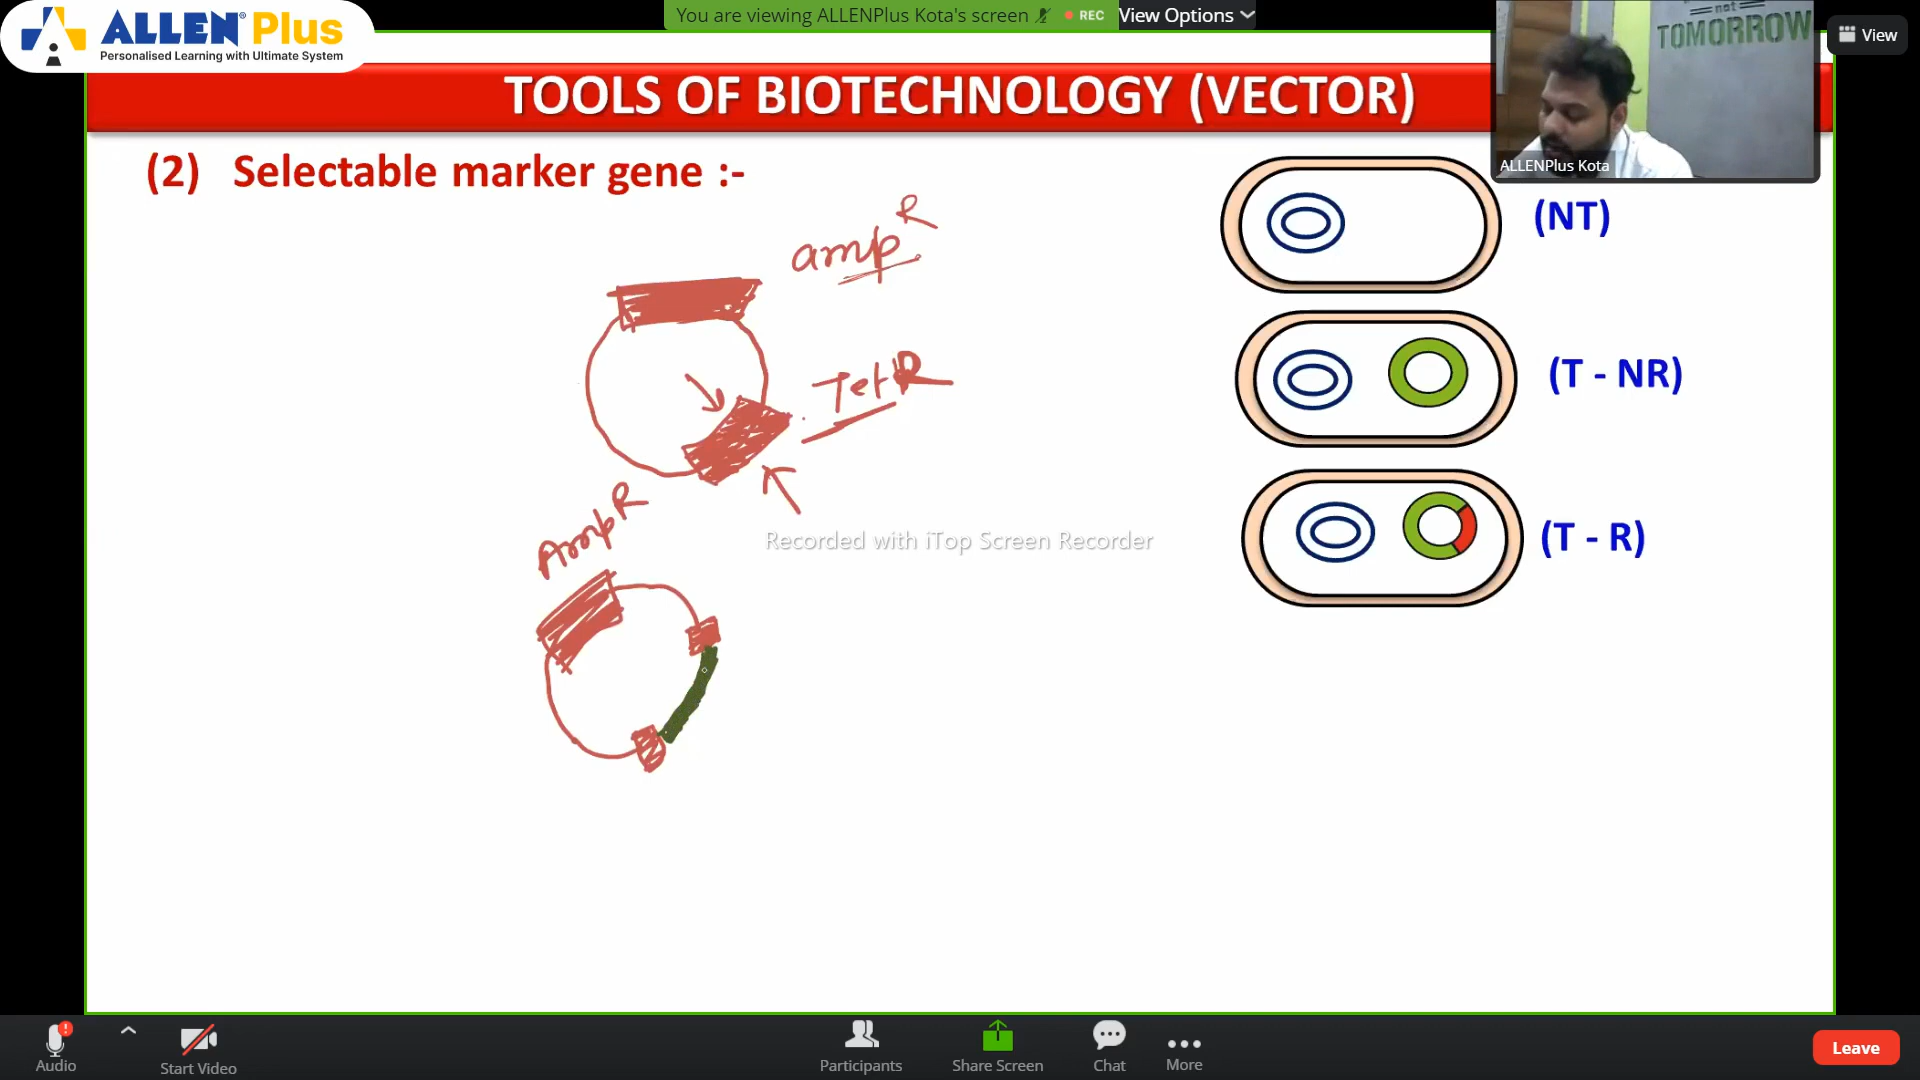 ALLEN Plus
Personalised Learning with Ultimate System
You are viewing ALLENPlus Kota's screen
REC
View Options
not
TOMORROW
View
ALLENPlus Kota
TOOLS OF BIOTECHNOLOGY (VECTOR)
(2) Selectable marker gene :-
amp R
Tet R
Amp R
(NT)
(T - NR)
(T - R)
Recorded with iTop Screen Recorder
Audio
Start Video
Participants
Share Screen
Chat
More
Leave